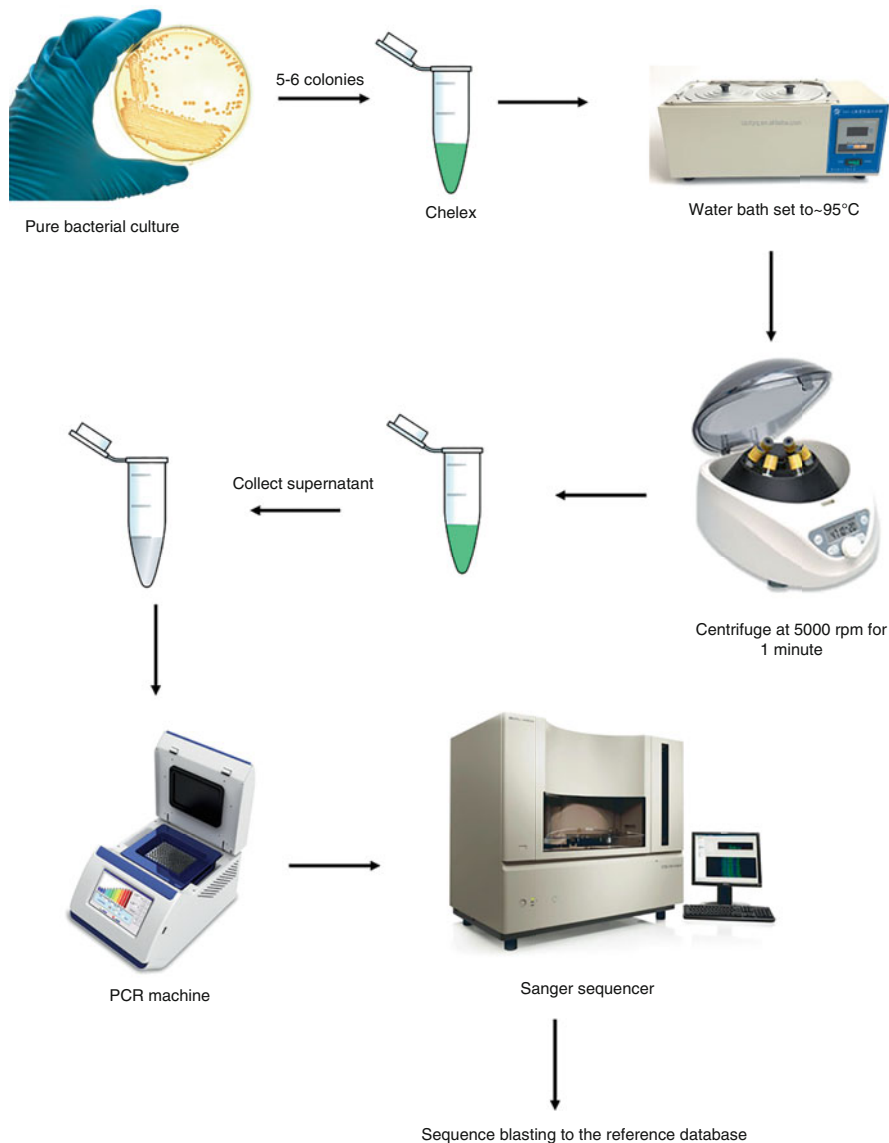 5-6 colonies
Pure bacterial culture
Chelex
Water bath set to~95°C
Collect supernatant
Centrifuge at 5000 rpm for
1 minute
PCR machine
Sanger sequencer
Sequence blasting to the reference database